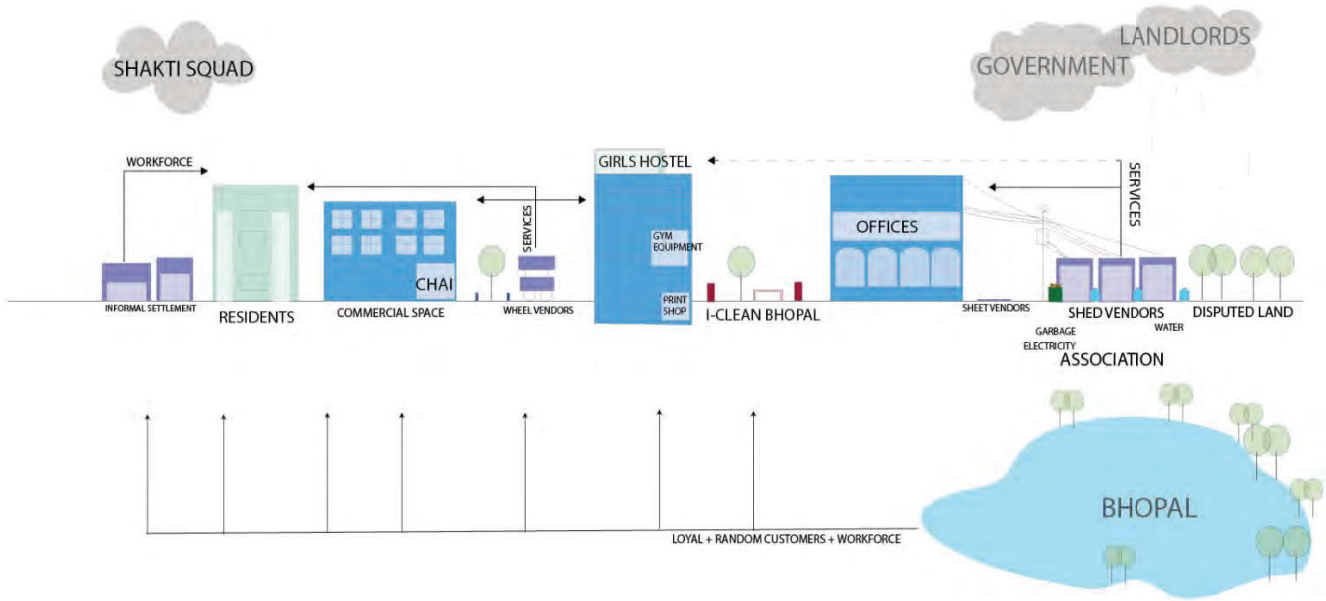 SHAKTI SQUAD
LANDLORDS
GOVERNMENT
WORKFORCE
GIRLS HOSTEL
SERVICES
SERVICES
GYM
EQUIPMENT
OFFICES
CHAI
PRINT
SHOP
INFORMAL SETTLEMENT
RESIDENTS
COMMERCIAL SPACE
WHEEL VENDORS
I-CLEAN BHOPAL
SHEET VENDORS
SHED VENDORS
DISPUTED LAND
GARBAGE
WATER
ELECTRICITY
ASSOCIATION
BHOPAL
LOYAL + RANDOM CUSTOMERS + WORKFORCE